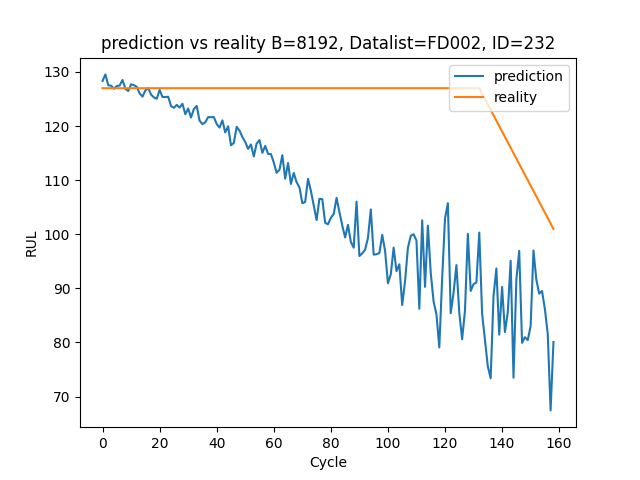 prediction vs reality B=8192, Datalist=FD002, ID=232
prediction
reality
RUL
130
120
110
100
90
80
70
0 20 40 60 80 100 120 140 160
Cycle